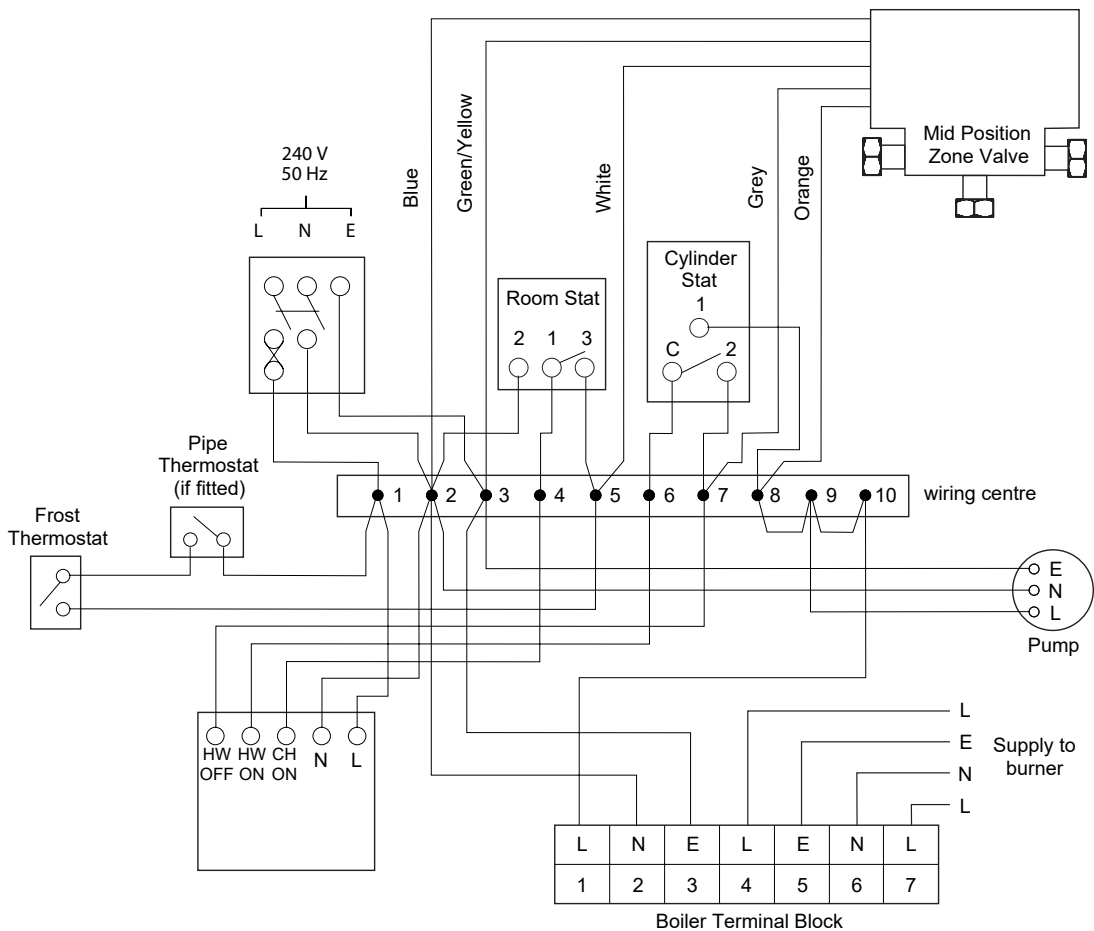 Mid Position
Zone Valve
240 V
50 Hz
L N E
Blue
Green/Yellow
White
Grey
Orange
Room Stat
2 1 3
Cylinder
Stat
1
C 2
Pipe
Thermostat
(if fitted)
Frost
Thermostat
1 2 3 4 5 6 7 8 9 10
wiring centre
E
N
L
Pump
HW
OFF
HW
ON
CH
ON
N
L
L
E
N
L
Supply to
burner
L N E L E N L
1 2 3 4 5 6 7
Boiler Terminal Block